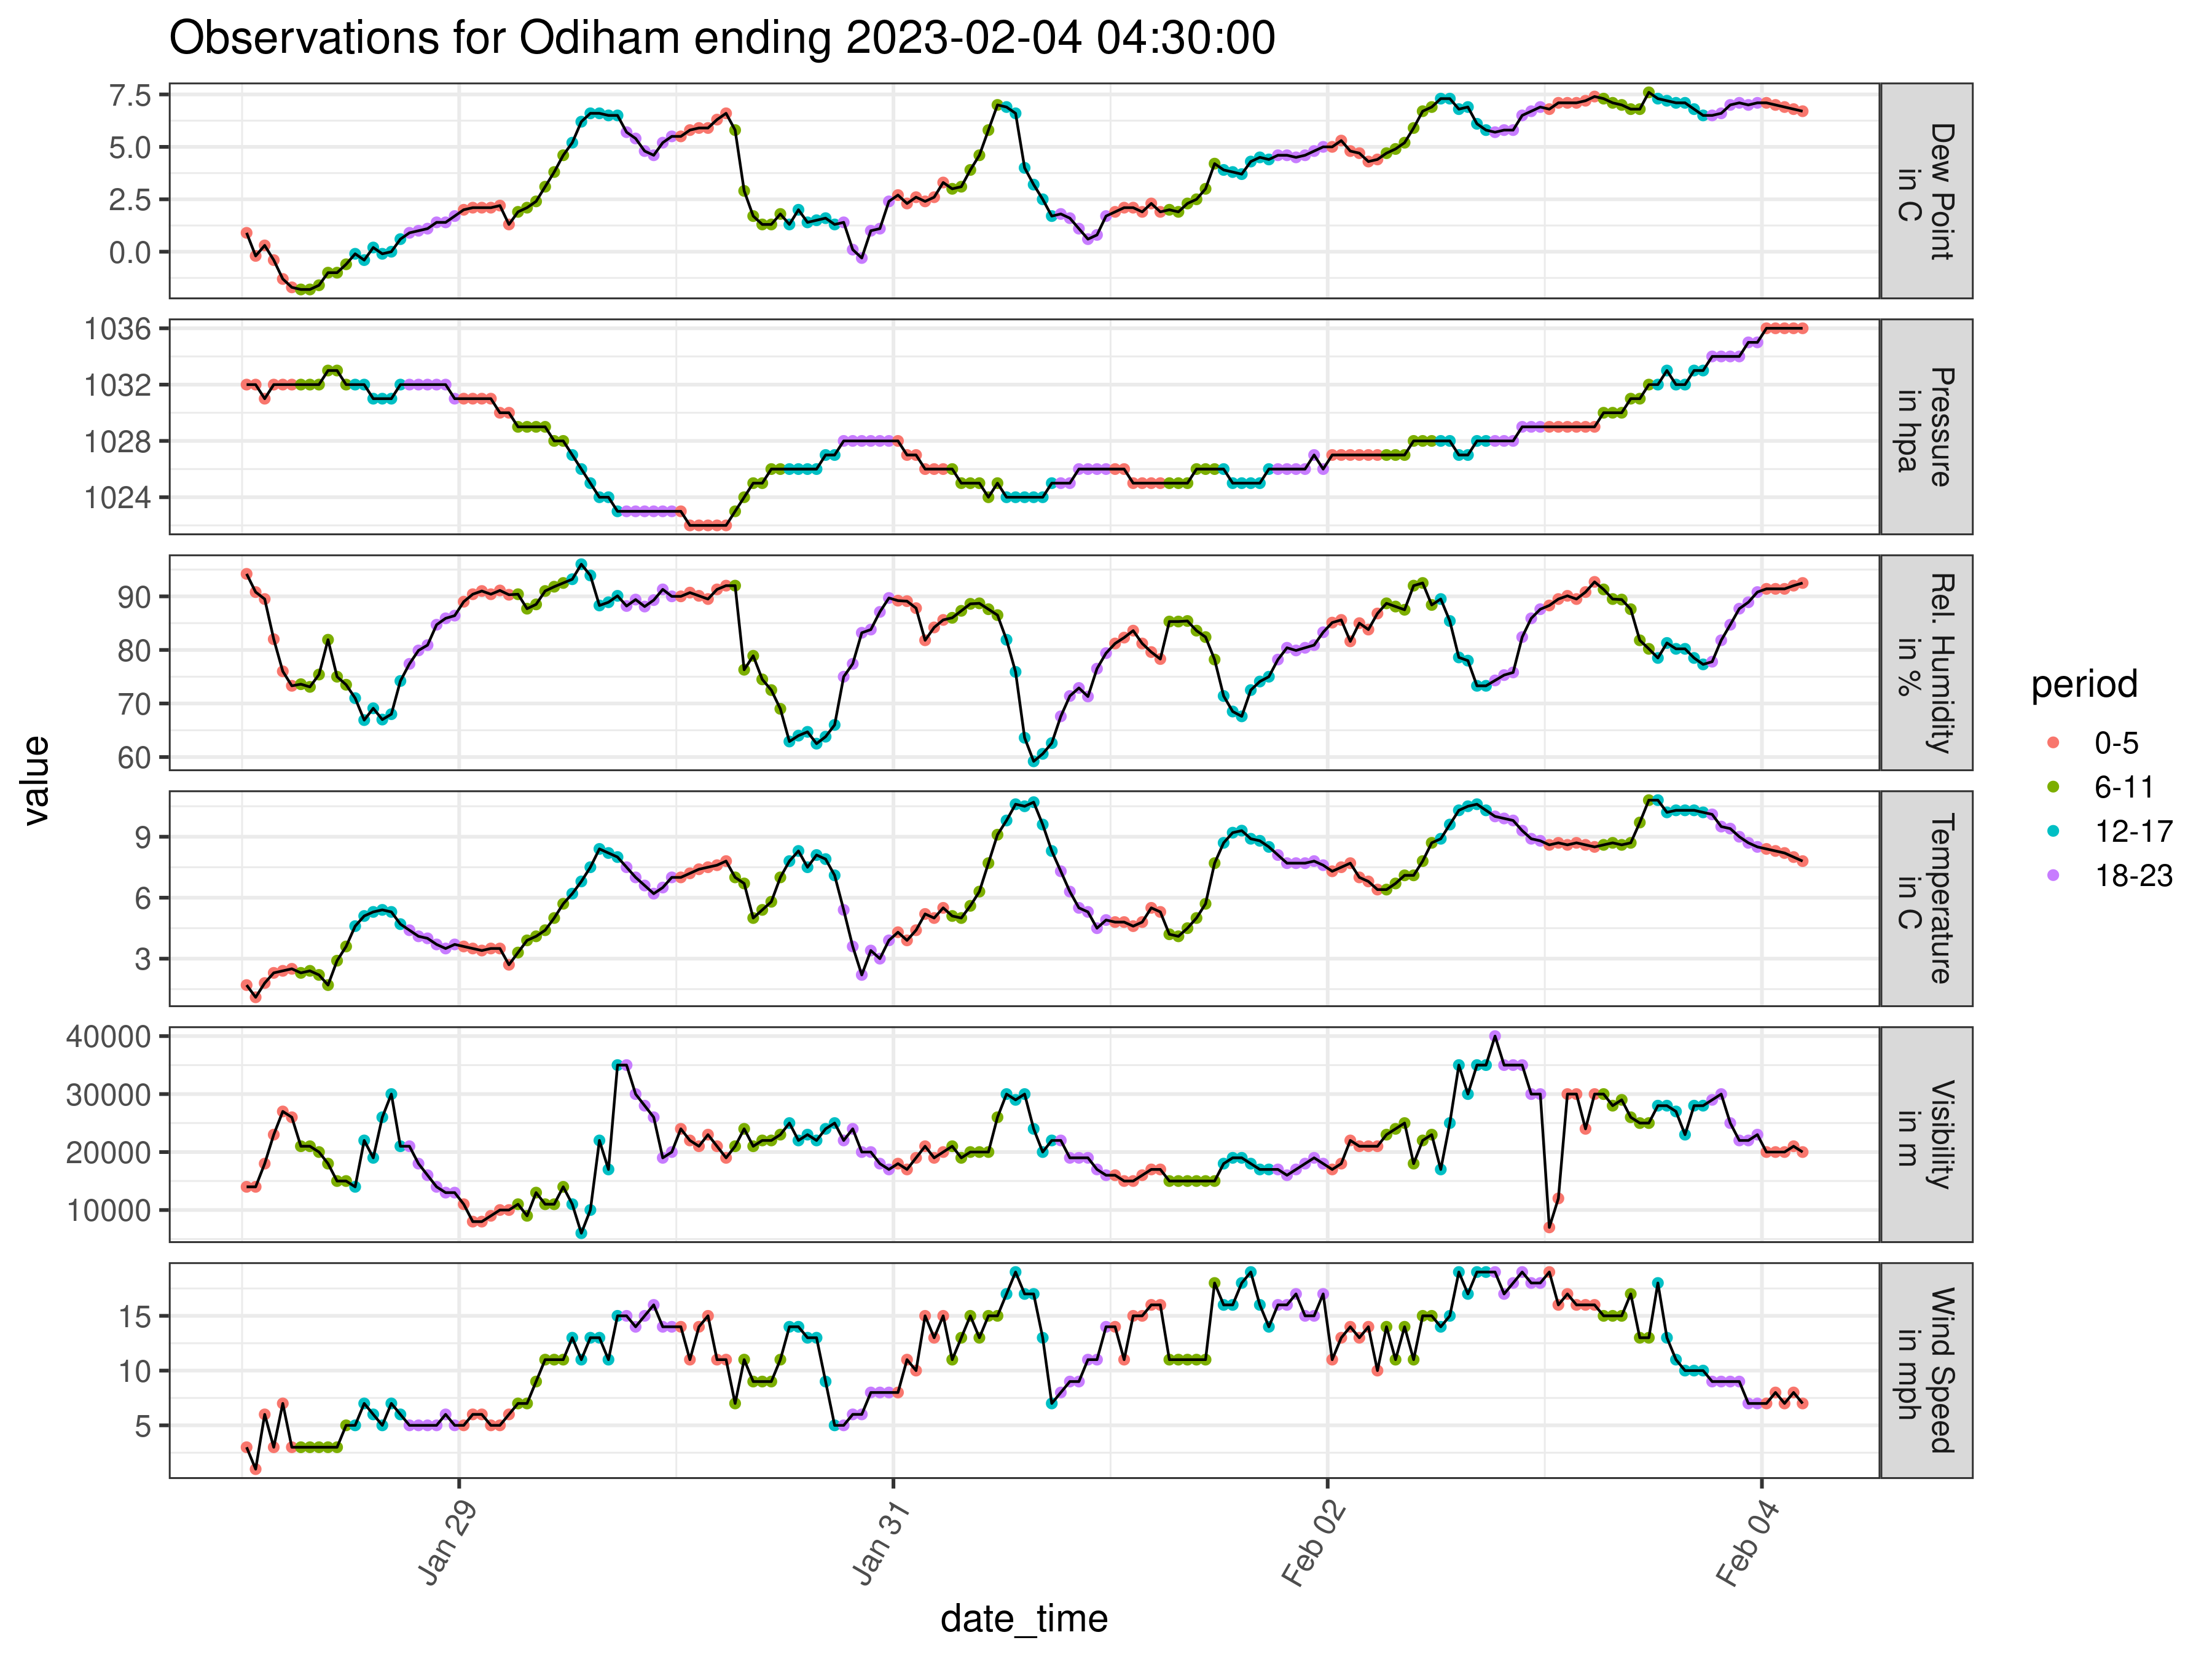 Observations for Odiham ending 2023-02-04 04:30:00
value
7.5
5.0
2.5
0.0
Dew Point
in C
1036
1032
1028
1024
Pressure
in hpa
90
80
70
60
Rel. Humidity
in %
9
6
3
Temperature
in C
40000
30000
20000
10000
Visibility
in m
15
10
5
Wind Speed
in mph
Jan 29
Jan 31
Feb 02
Feb 04
date_time
period
0-5
6-11
12-17
18-23